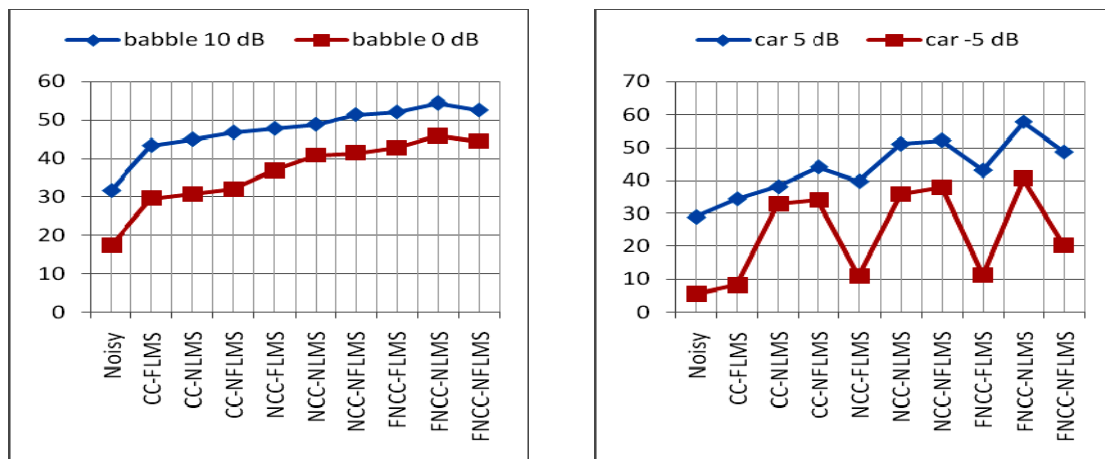 babble 10 dB babble 0 dB
60
50
40
30
20
10
0
Noisy
CC-FLMS
CC-NLMS
CC-NFLMS
NCC-FLMS
NCC-NLMS
NCC-NFLMS
FNCC-FLMS
FNCC-NLMS
FNCC-NFLMS
car 5 dB car -5 dB
70
60
50
40
30
20
10
0
Noisy
CC-FLMS
CC-NLMS
CC-NFLMS
NCC-FLMS
NCC-NLMS
NCC-NFLMS
FNCC-FLMS
FNCC-NLMS
FNCC-NFLMS